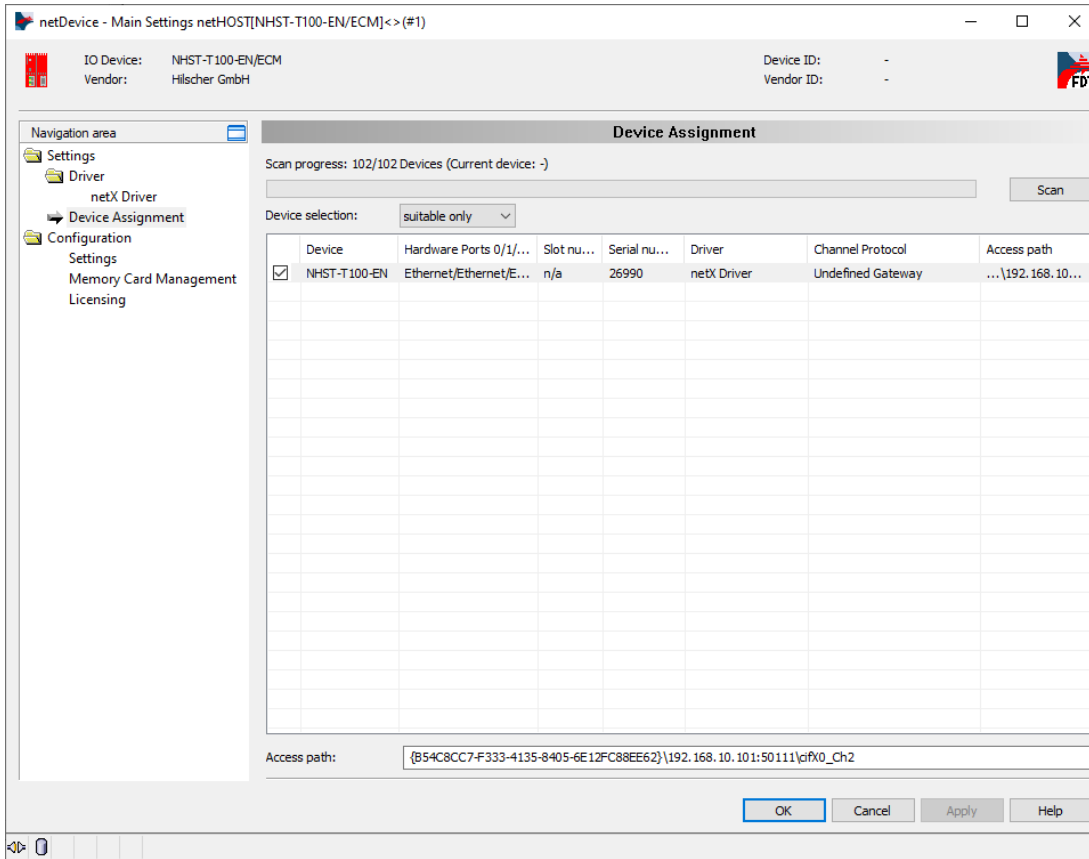 netDevice - Main Settings netHOST[NHST-T100-EN/ECM]<>(#1)
IO Device: NHST-T100-EN/ECM Device ID: -
Vendor: Hilscher GmbH Vendor ID: -
FDT
Navigation area
Settings
Driver
netX Driver
Device Assignment
Configuration
Settings
Memory Card Management
Licensing
Device Assignment
Scan progress: 102/102 Devices (Current device: -)
Scan
Device selection: suitable only
Device Hardware Ports 0/1/... Slot nu... Serial nu... Driver Channel Protocol Access path
NHST-T100-EN Ethernet/Ethernet/E... n/a 26990 netX Driver Undefined Gateway ...\192.168.10...
Access path: {B54C8CC7-F333-4135-8405-6E12FC88EE62}\192.168.10.101:50111\cifX0_Ch2
OK Cancel Apply Help